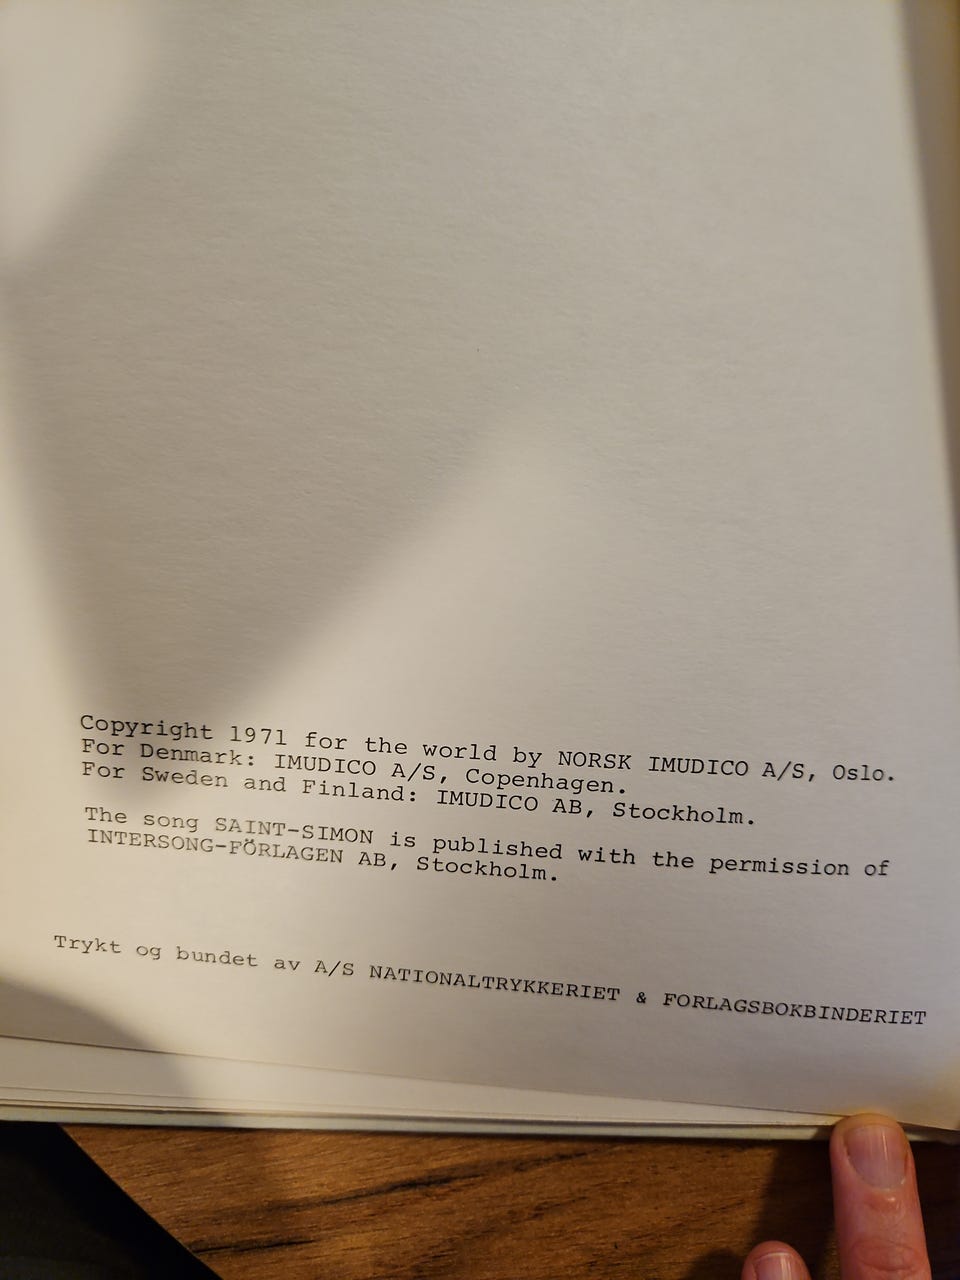 Copyright 1971 for the world by NORSK IMUDICO A/S, Oslo.
For Denmark: IMUDICO A/S, Copenhagen.
For Sweden and Finland: IMUDICO AB, Stockholm.
The song SAINT-SIMON is published with the permission of
INTERSONG-FÖRLAGEN AB, Stockholm.
Trykt og bundet av A/S NATIONALTRYKKERIET & FORLAGSBOKBINDERIET